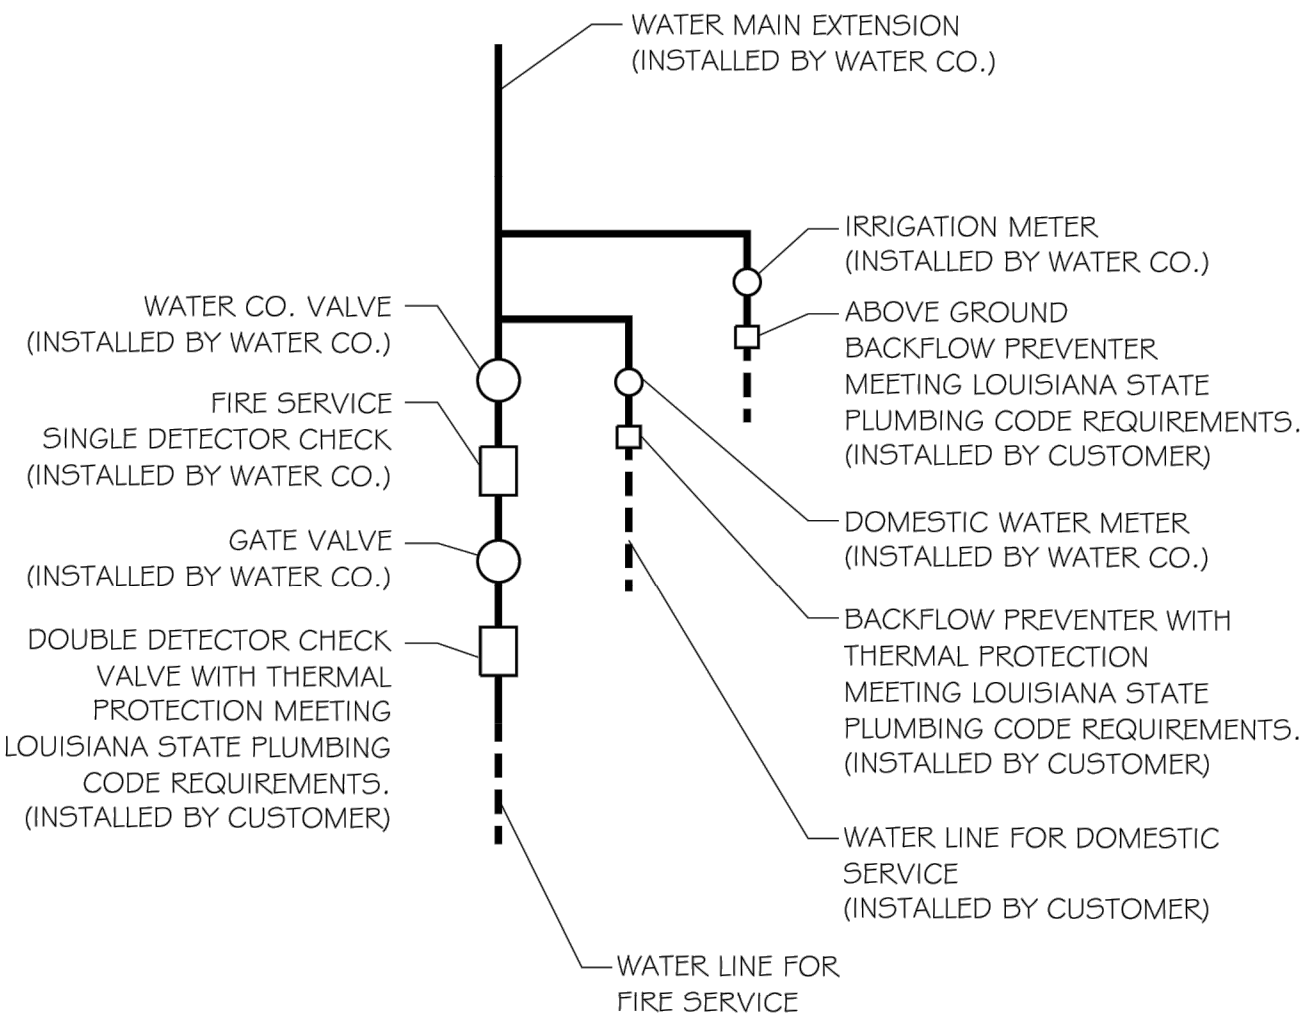 WATER MAIN EXTENSION
(INSTALLED BY WATER CO.)
IRRIGATION METER
(INSTALLED BY WATER CO.)
ABOVE GROUND
BACKFLOW PREVENTER
MEETING LOUISIANA STATE
PLUMBING CODE REQUIREMENTS.
(INSTALLED BY CUSTOMER)
DOMESTIC WATER METER
(INSTALLED BY WATER CO.)
BACKFLOW PREVENTER WITH
THERMAL PROTECTION
MEETING LOUISIANA STATE
PLUMBING CODE REQUIREMENTS.
(INSTALLED BY CUSTOMER)
WATER LINE FOR DOMESTIC
SERVICE
(INSTALLED BY CUSTOMER)
WATER CO. VALVE
(INSTALLED BY WATER CO.)
FIRE SERVICE
SINGLE DETECTOR CHECK
(INSTALLED BY WATER CO.)
GATE VALVE
(INSTALLED BY WATER CO.)
DOUBLE DETECTOR CHECK
VALVE WITH THERMAL
PROTECTION MEETING
LOUISIANA STATE PLUMBING
CODE REQUIREMENTS.
(INSTALLED BY CUSTOMER)
WATER LINE FOR
FIRE SERVICE